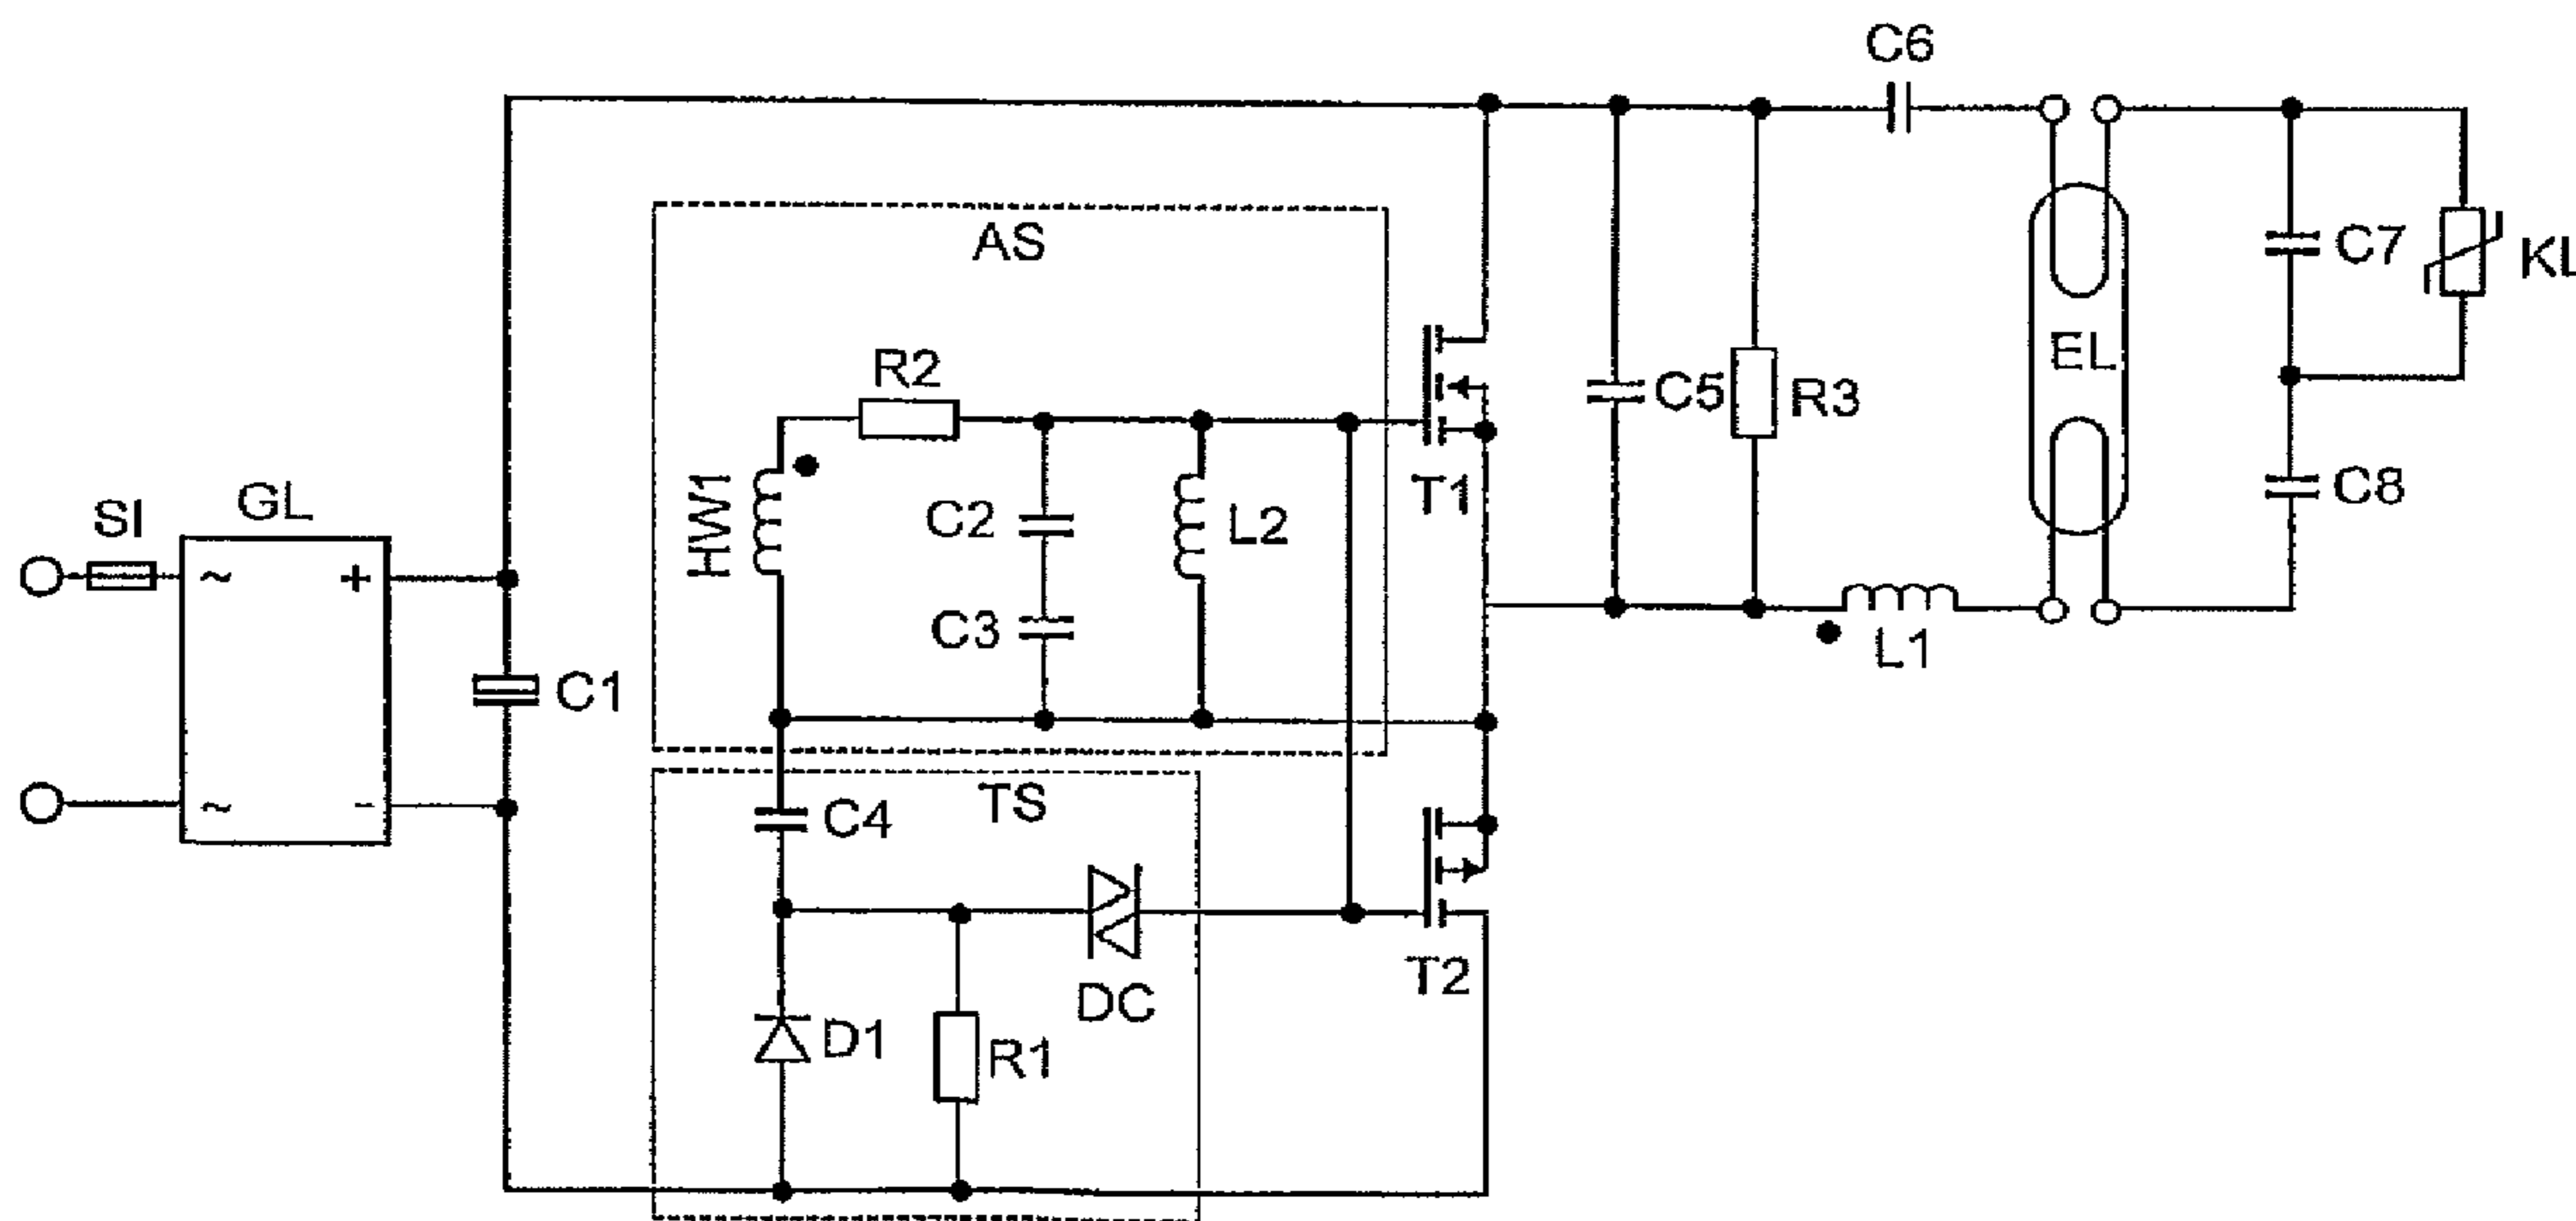 C6
AS
C7
KL
R2
EL
C5
R3
T1
HW1
C2
L2
C8
SI
GL
~
+
C3
L1
C1
~
-
TS
C4
T2
DC
D1
R1